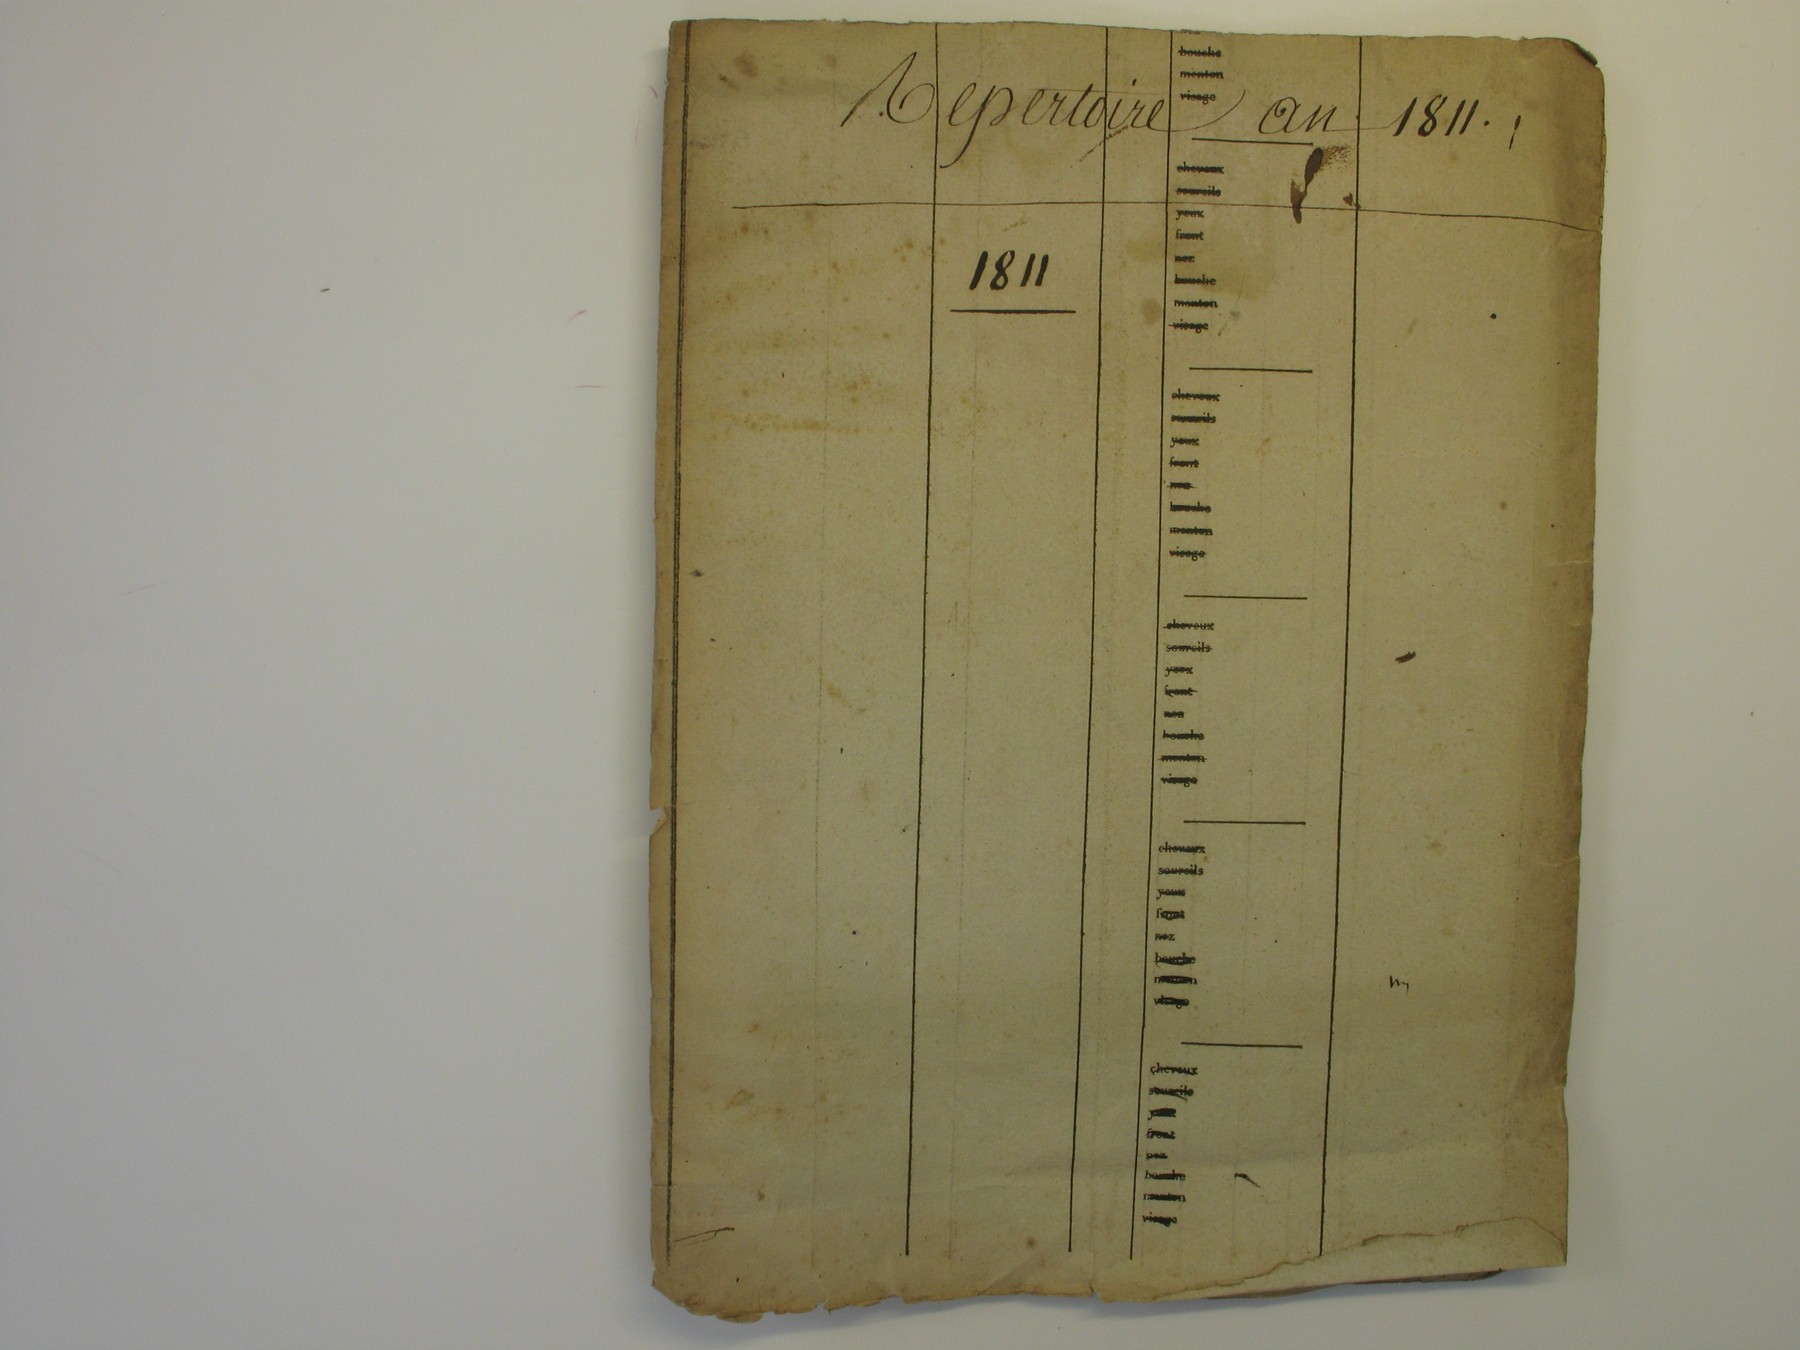 bouche
menton
visage
Repertoire an 1811.
cheveux
sourcils
yeux
front
nez
bouche
menton
visage
1811
cheveux
sourcils
yeux
front
nez
bouche
menton
visage
cheveux
sourcils
yeux
front
nez
bouche
menton
visage
cheveux
sourcils
yeux
nez
bouche
visage
cheveux
sourcils
front
nez
bouche
menton
visage